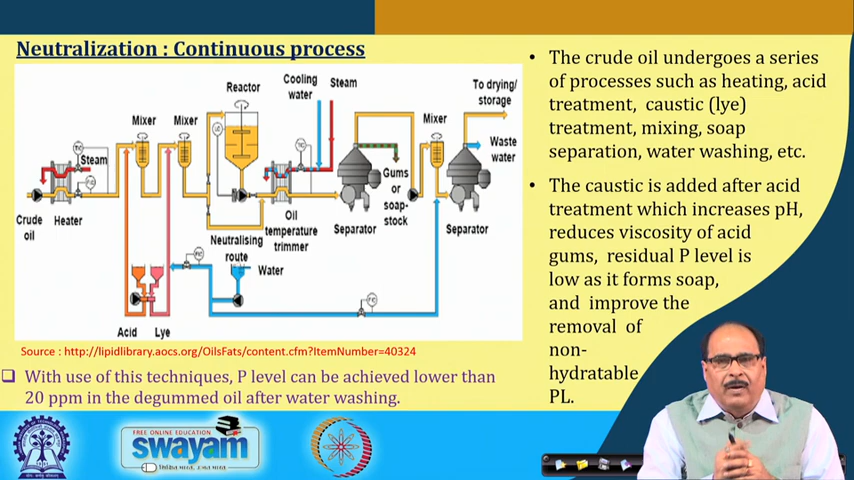 Neutralization : Continuous process
Crude oil
Heater
Steam
Mixer
Mixer
Reactor
Cooling water
Steam
Neutralising route
Oil temperature trimmer
Separator
Gums or soap-stock
Mixer
Separator
To drying/ storage
Waste water
Water
Acid
Lye
Source : http://lipidlibrary.aocs.org/OilsFats/content.cfm?ItemNumber=40324
❑ With use of this techniques, P level can be achieved lower than
20 ppm in the degummed oil after water washing.
• The crude oil undergoes a series
of processes such as heating, acid
treatment, caustic (lye)
treatment, mixing, soap
separation, water washing, etc.
• The caustic is added after acid
treatment which increases pH,
reduces viscosity of acid
gums, residual P level is
low as it forms soap,
and improve the
removal of
non-
hydratable
PL.
FREE ONLINE EDUCATION
swayam